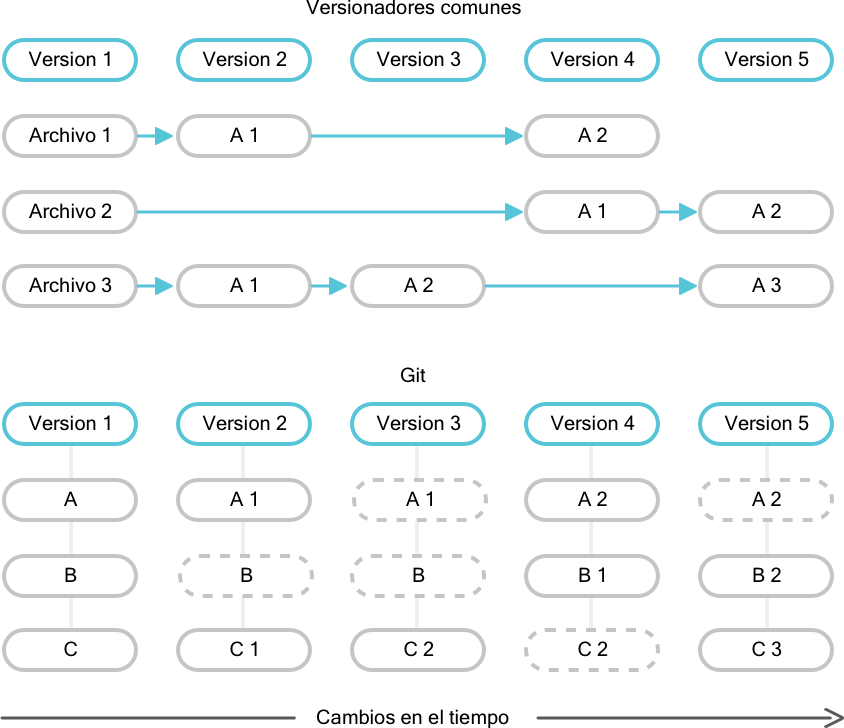 Versionadores comunes
Version 1 Version 2 Version 3 Version 4 Version 5
Archivo 1 A 1 A 2
Archivo 2 A 1 A 2
Archivo 3 A 1 A 2 A 3
Git
Version 1 Version 2 Version 3 Version 4 Version 5
A A 1 A 1 A 2 A 2
B B B B 1 B 2
C C 1 C 2 C 2 C 3
Cambios en el tiempo